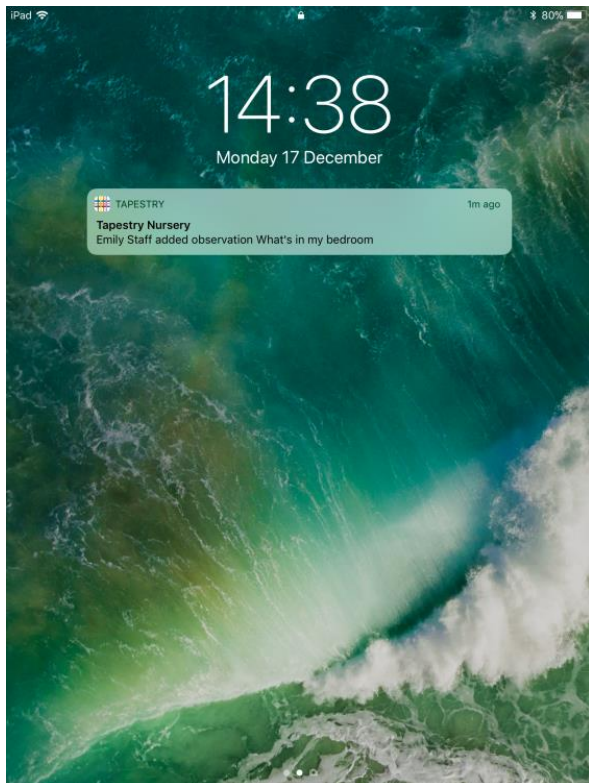 iPad 80%
14:38
Monday 17 December
TAPESTRY 1m ago
Tapestry Nursery
Emily Staff added observation What's in my bedroom